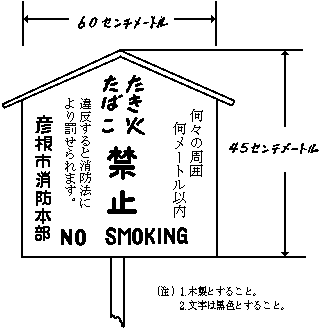 60センチメートル
45センチメートル
何々の周囲
何メートル以内
たき火
たばこ
禁止
違反すると消防法に
より罰せられます。
彦根市消防本部
NO SMOKING
(注) 1.木製とすること。
2.文字は黒色とすること。